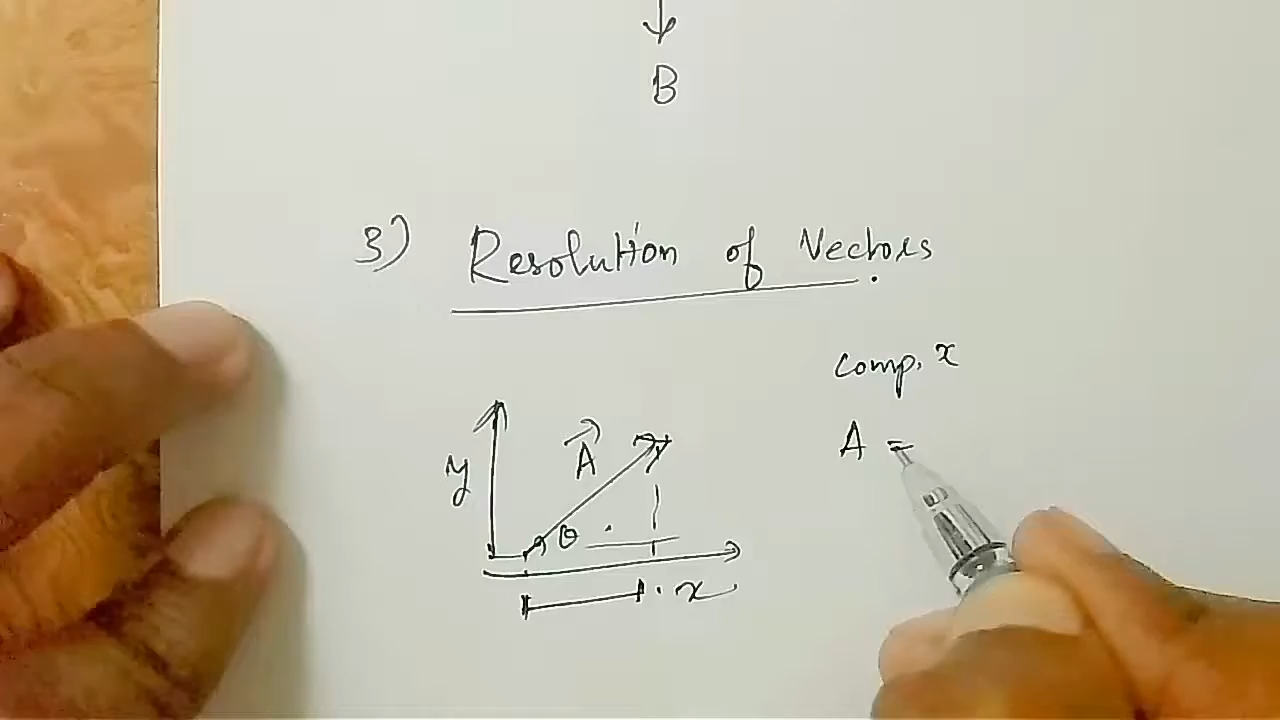 B
3) Resolution of Vectors
comp. x
A =
y
A
θ
x